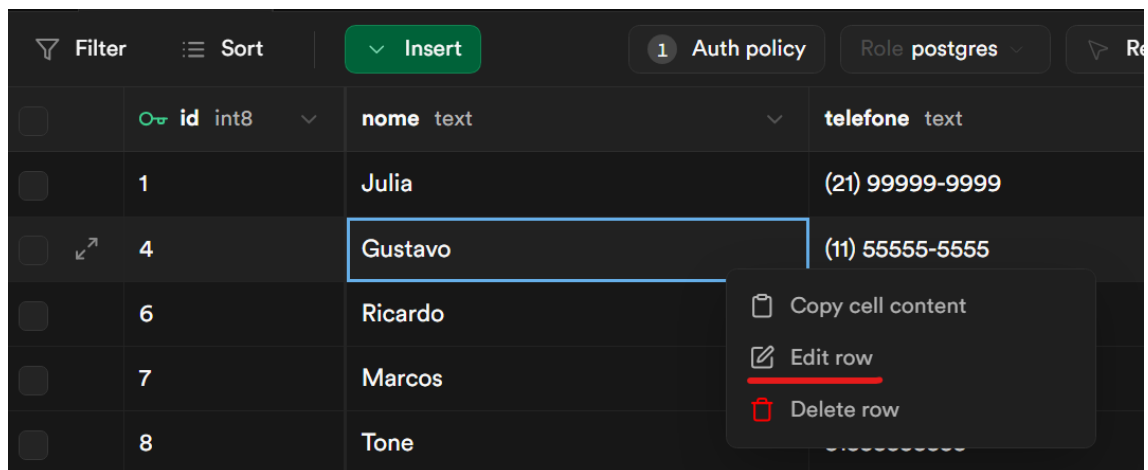 Filter Sort Insert 1 Auth policy Role postgres Re
id int8 nome text telefone text
1 Julia (21) 99999-9999
4 Gustavo (11) 55555-5555
6 Ricardo
Copy cell content
7 Marcos
Edit row
8 Tone
Delete row